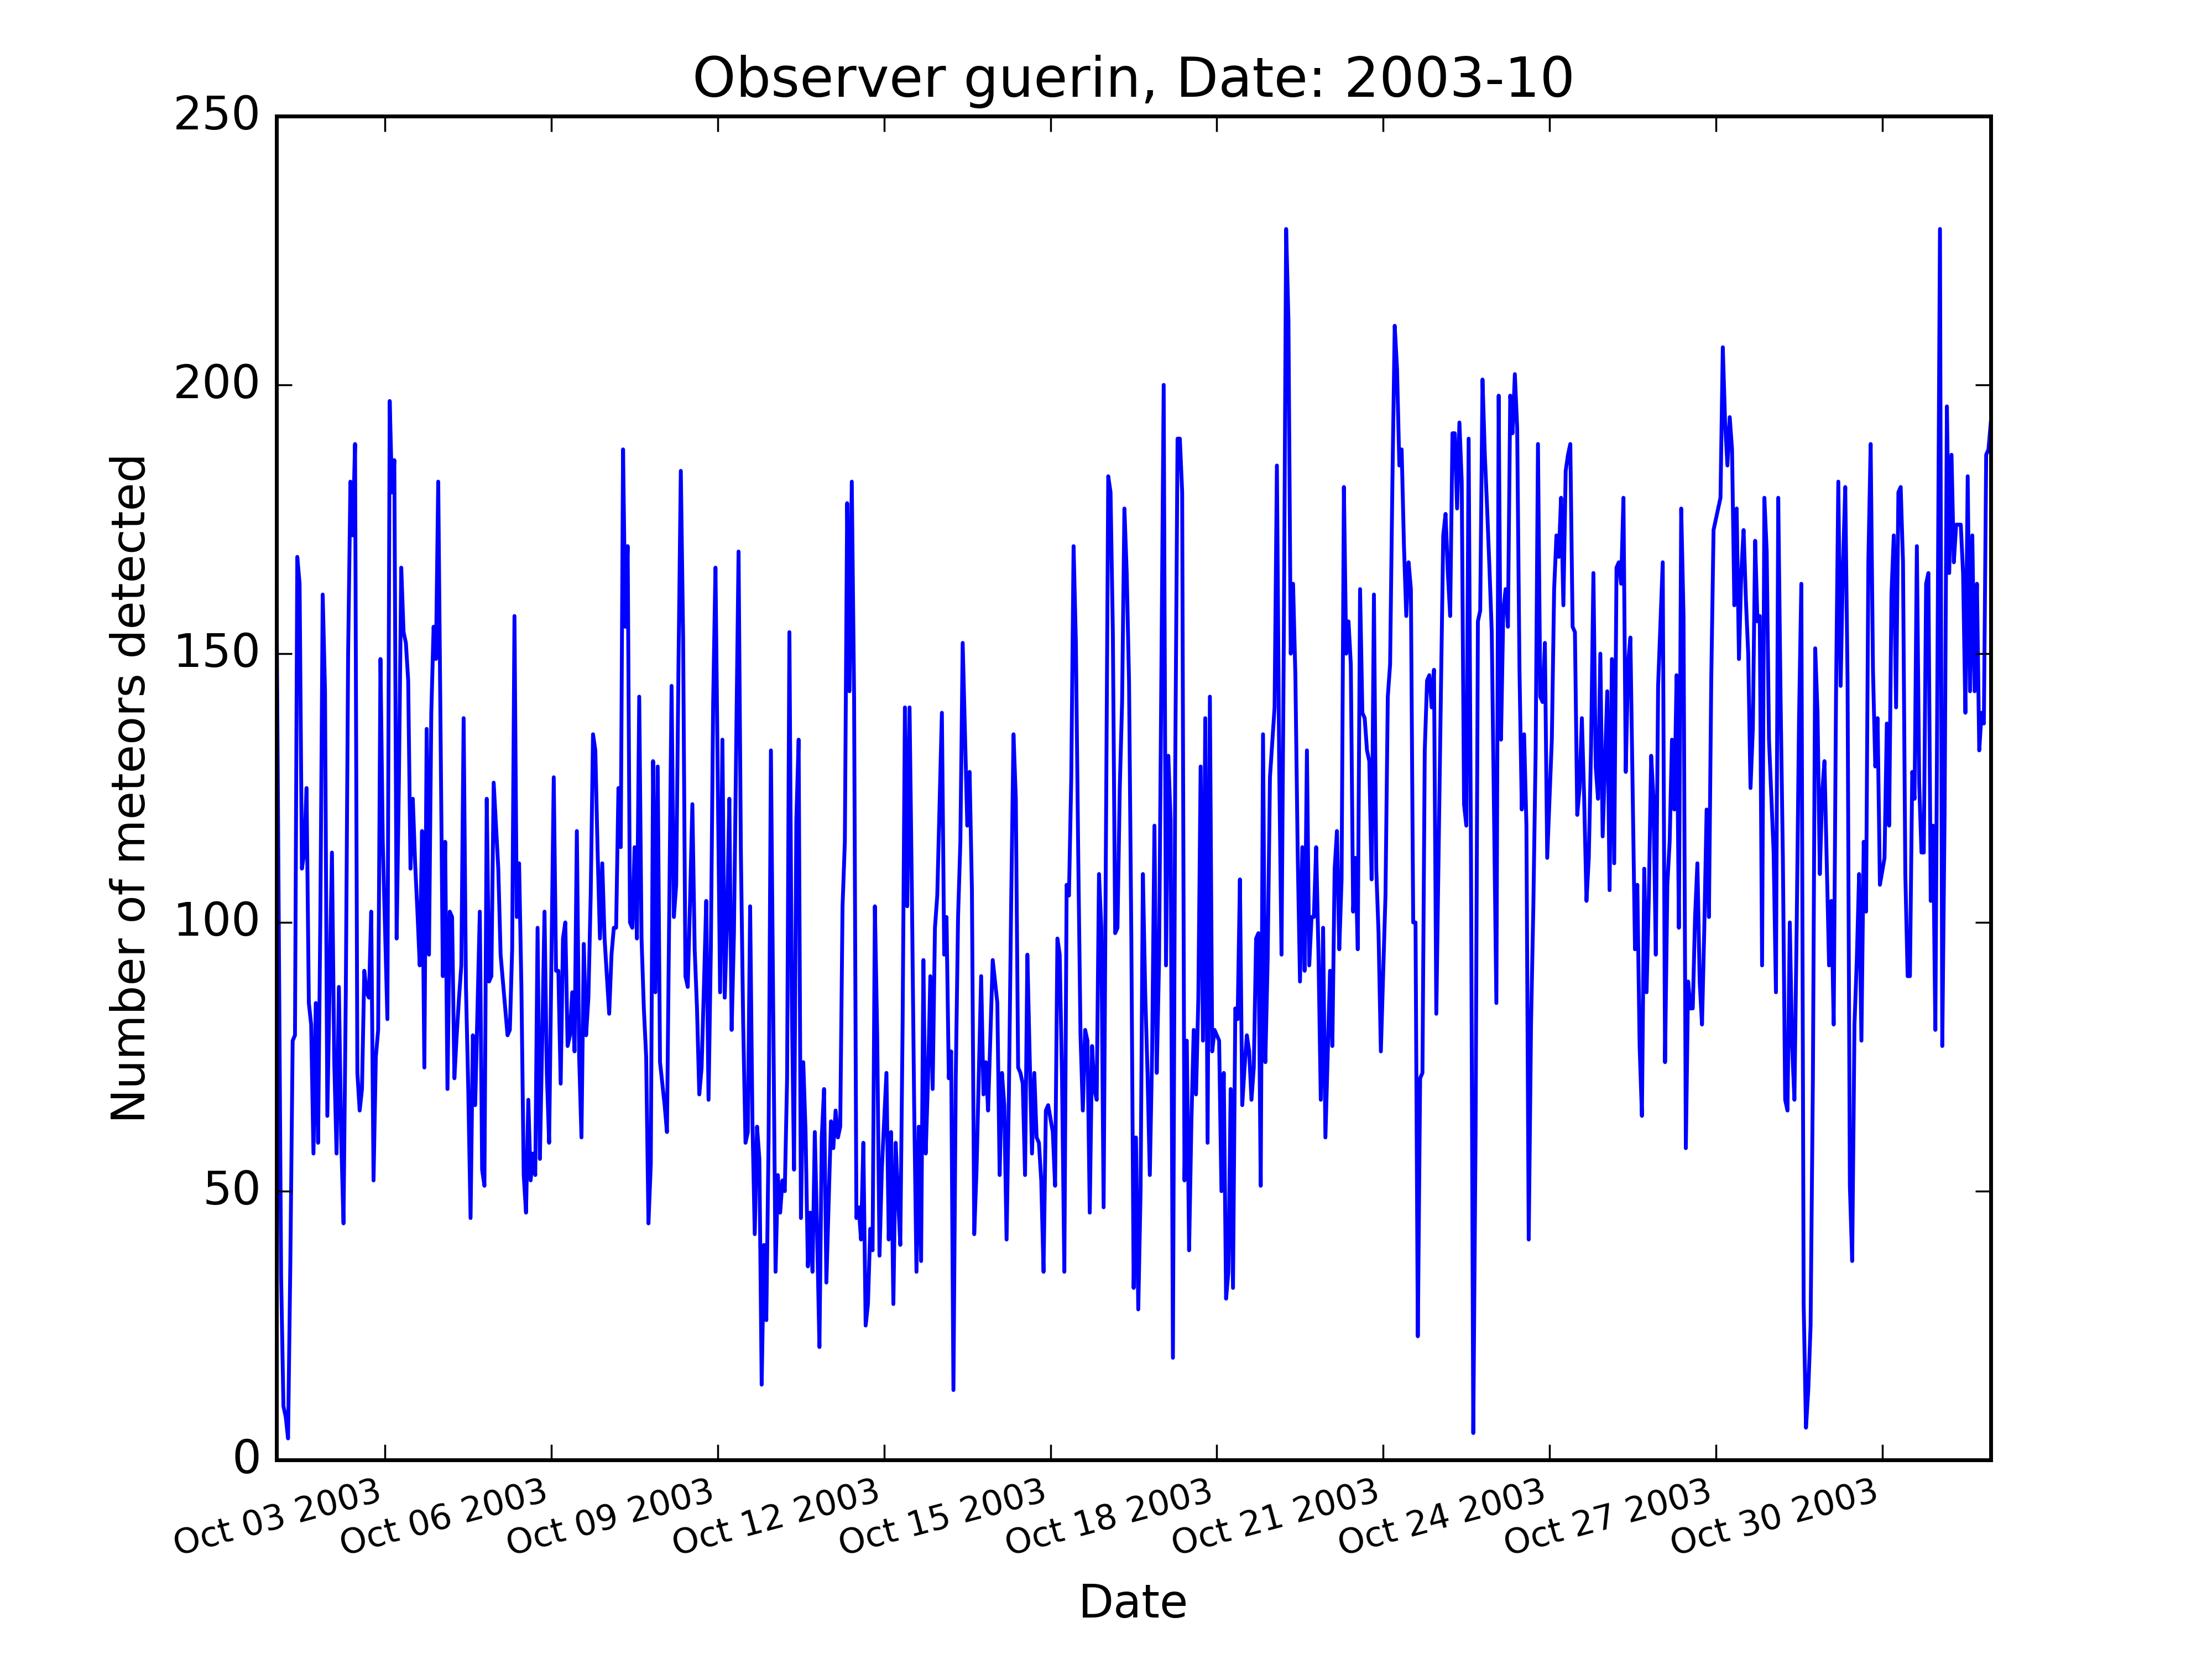 Observer guerin, Date: 2003-10
250
200
150
100
50
0
Number of meteors detected
Oct 03 2003
Oct 06 2003
Oct 09 2003
Oct 12 2003
Oct 15 2003
Oct 18 2003
Oct 21 2003
Oct 24 2003
Oct 27 2003
Oct 30 2003
Date